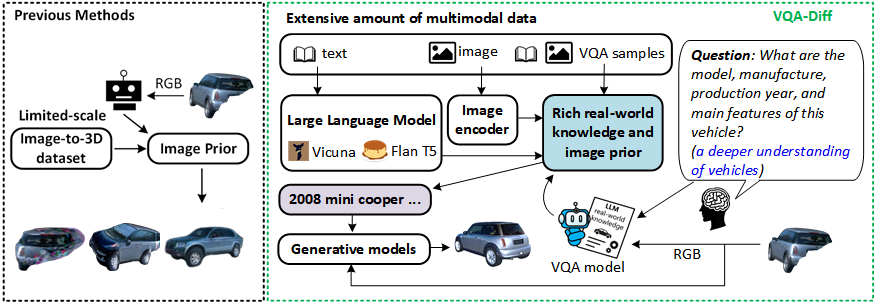 Previous Methods
RGB
Limited-scale
Image-to-3D
dataset
Image Prior
Extensive amount of multimodal data
VQA-Diff
text
image
VQA samples
Large Language Model
Vicuna
Flan T5
Image
encoder
Rich real-world
knowledge and
image prior
Question: What are the
model, manufacture,
production year, and
main features of this
vehicle?
(a deeper understanding
of vehicles)
2008 mini cooper ...
Generative models
LLM
real-world
knowledge
VQA model
RGB